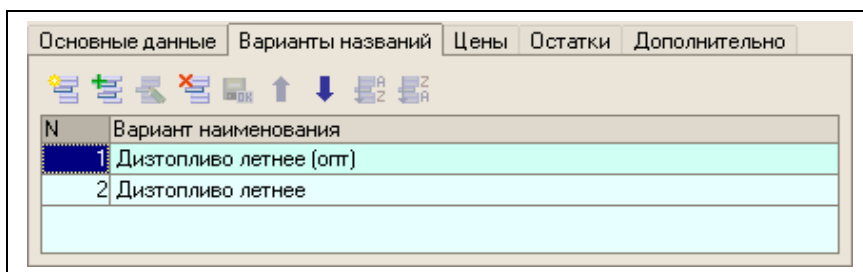 Основные данные Варианты названий Цены Остатки Дополнительно
N Вариант наименования
1 Дизтопливо летнее (опт)
2 Дизтопливо летнее